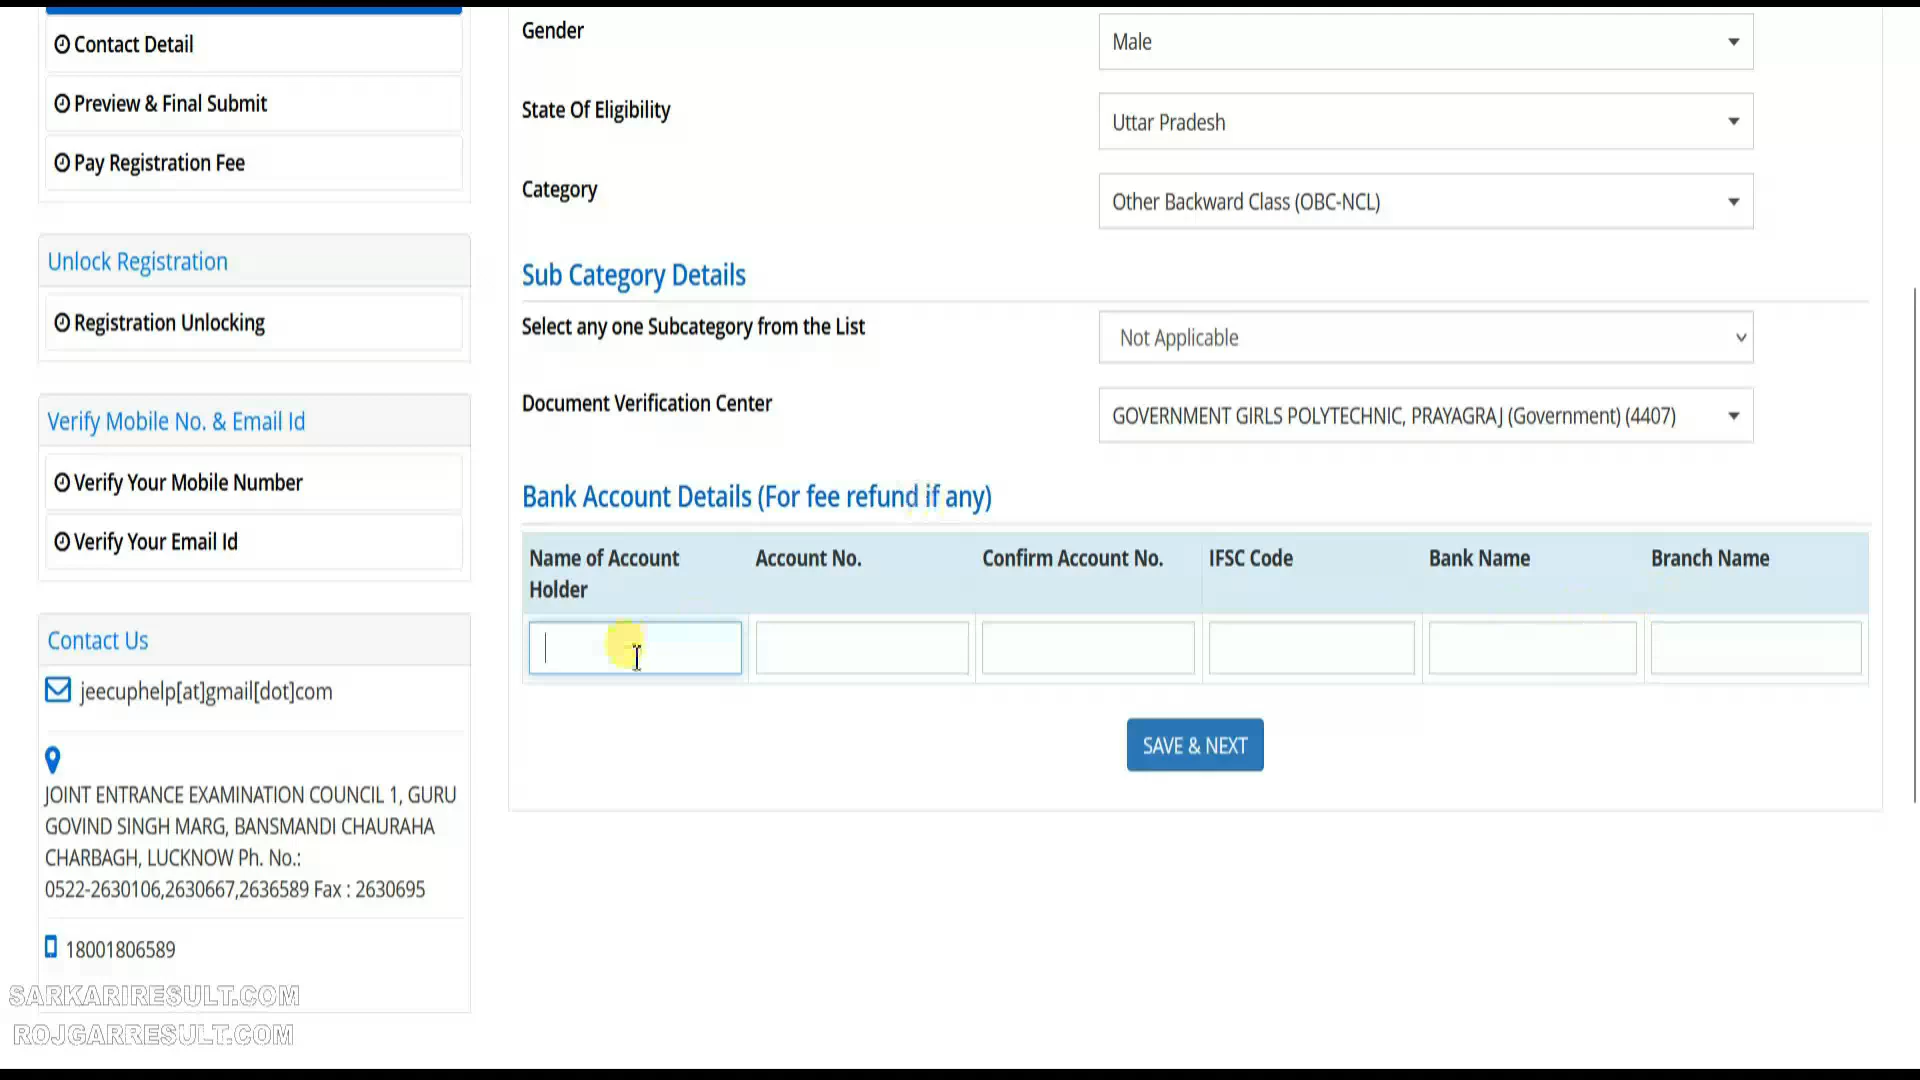 Contact Detail
Preview & Final Submit
Pay Registration Fee
Unlock Registration
Registration Unlocking
Verify Mobile No. & Email Id
Verify Your Mobile Number
Verify Your Email Id
Contact Us
jeecuphelp[at]gmail[dot]com
JOINT ENTRANCE EXAMINATION COUNCIL 1, GURU
GOVIND SINGH MARG, BANSMANDI CHAURAHA
CHARBAGH, LUCKNOW Ph. No.:
0522-2630106,2630667,2636589 Fax : 2630695
18001806589
SARKARIRESULT.COM
ROJGARRESULT.COM
Gender
Male
State Of Eligibility
Uttar Pradesh
Category
Other Backward Class (OBC-NCL)
Sub Category Details
Select any one Subcategory from the List
Not Applicable
Document Verification Center
GOVERNMENT GIRLS POLYTECHNIC, PRAYAGRAJ (Government) (4407)
Bank Account Details (For fee refund if any)
Name of Account
Holder
Account No.
Confirm Account No.
IFSC Code
Bank Name
Branch Name
SAVE & NEXT